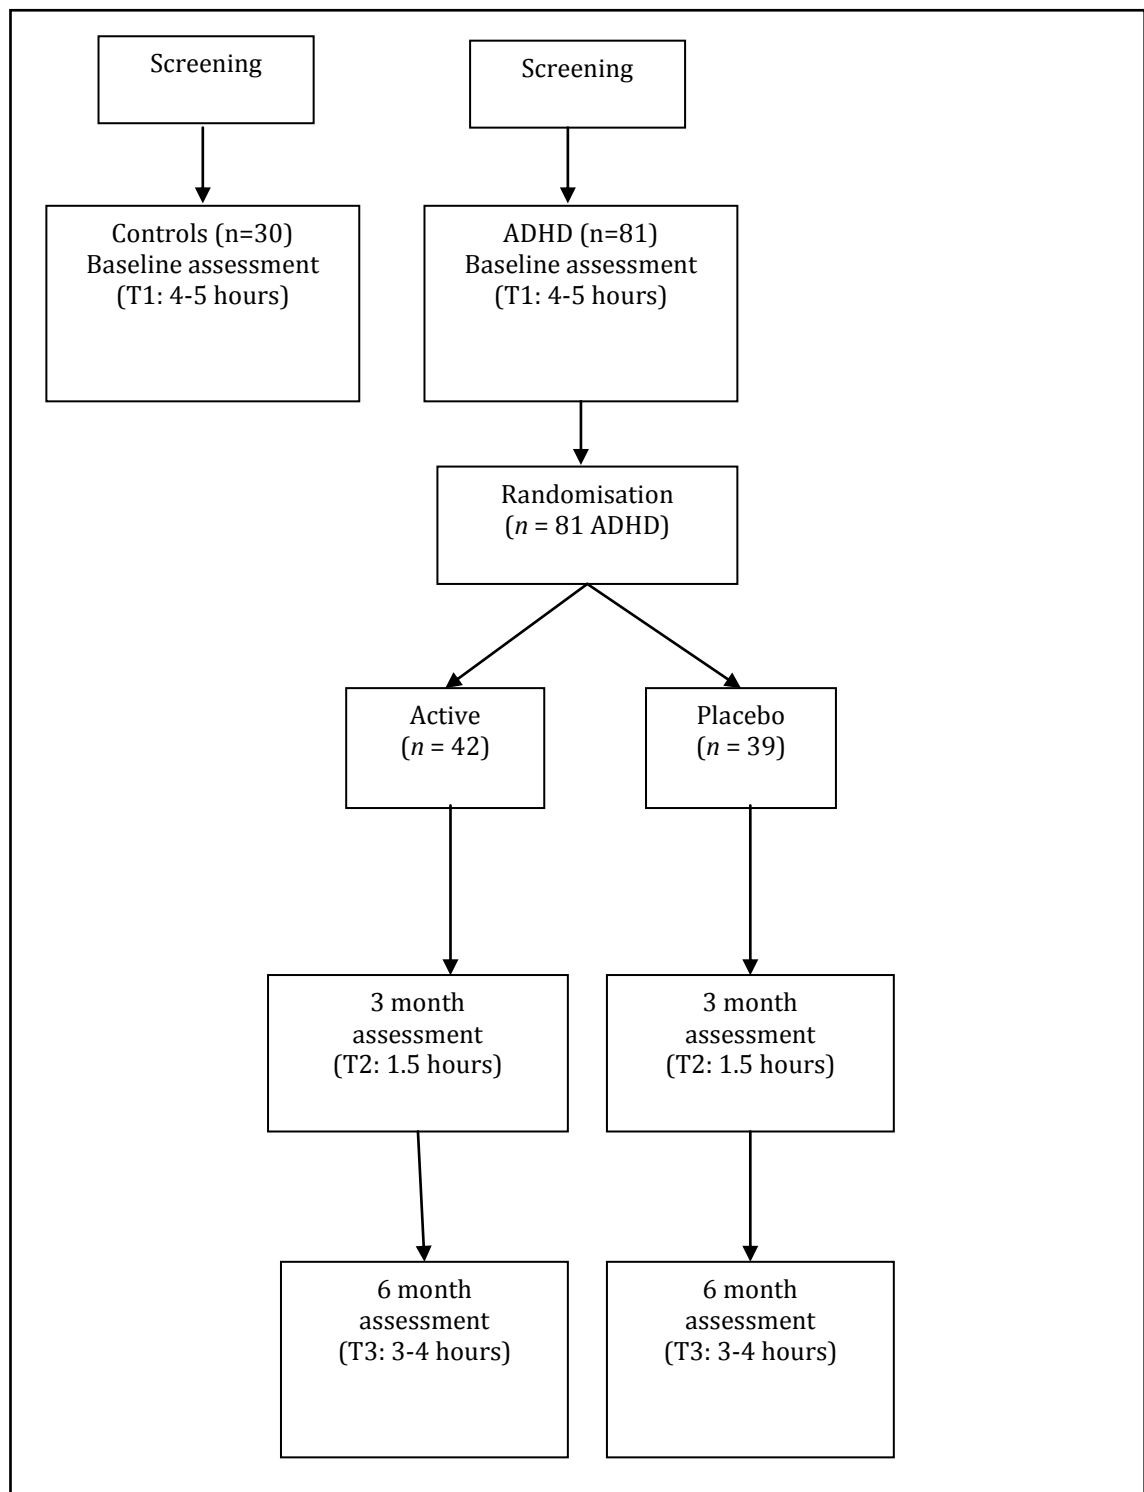 Screening
Screening
Controls (n=30)
Baseline assessment
(T1: 4-5 hours)
ADHD (n=81)
Baseline assessment
(T1: 4-5 hours)
Randomisation
(n = 81 ADHD)
Active
(n = 42)
Placebo
(n = 39)
3 month
assessment
(T2: 1.5 hours)
3 month
assessment
(T2: 1.5 hours)
6 month
assessment
(T3: 3-4 hours)
6 month
assessment
(T3: 3-4 hours)